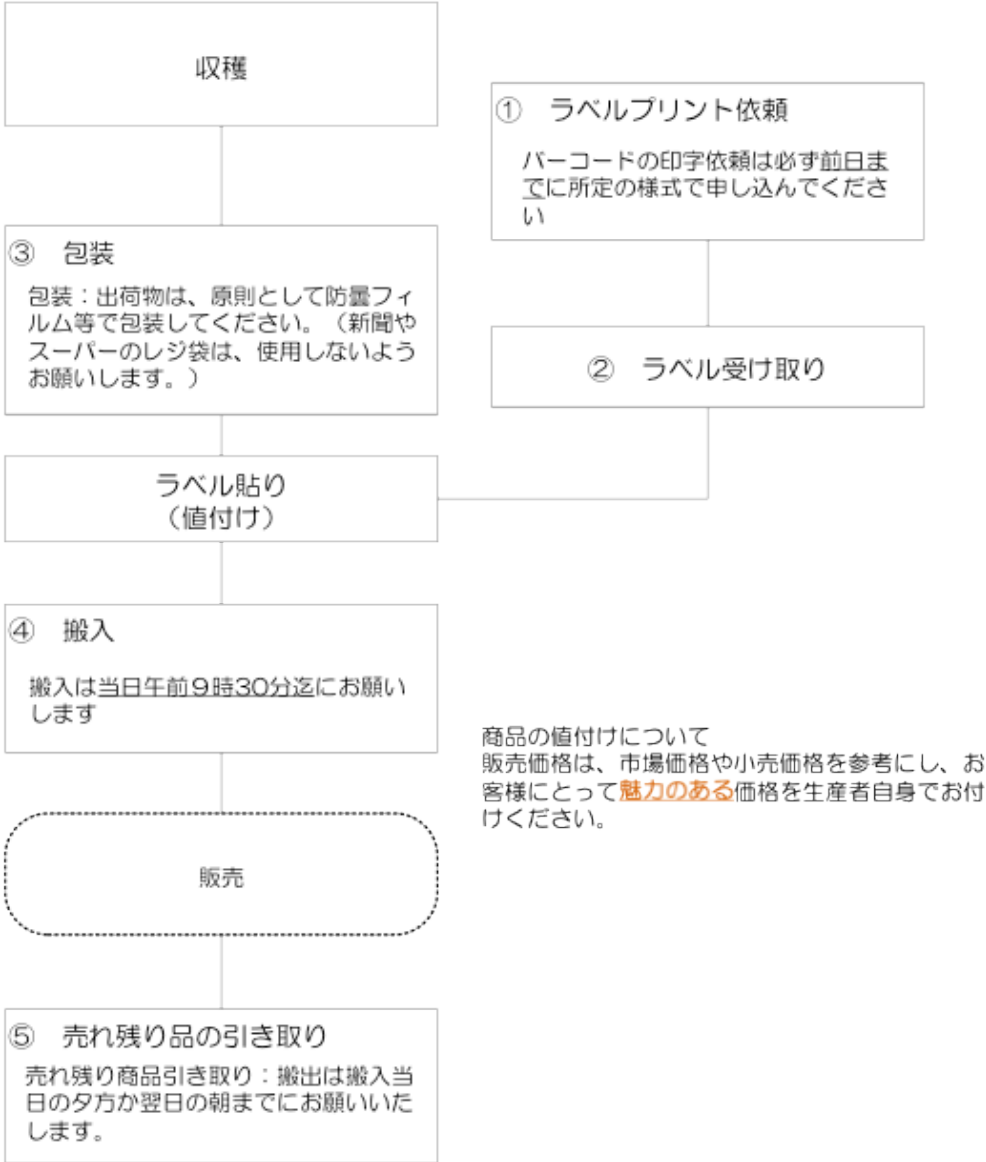 収穫
① ラベルプリント依頼
バーコードの印字依頼は必ず前日ま
でに所定の様式で申し込んでくださ
い
③ 包装
包装：出荷物は、原則として防曇フィ
ルム等で包装してください。（新聞や
スーパーのレジ袋は、使用しないよう
お願いします。）
② ラベル受け取り
ラベル貼り
（値付け）
④ 搬入
搬入は当日午前９時30分迄にお願い
します
商品の値付けについて
販売価格は、市場価格や小売価格を参考にし、お
客様にとって魅力のある価格を生産者自身でお付
けください。
販売
⑤ 売れ残り品の引き取り
売れ残り商品引き取り：搬出は搬入当
日の夕方か翌日の朝までにお願いいた
します。